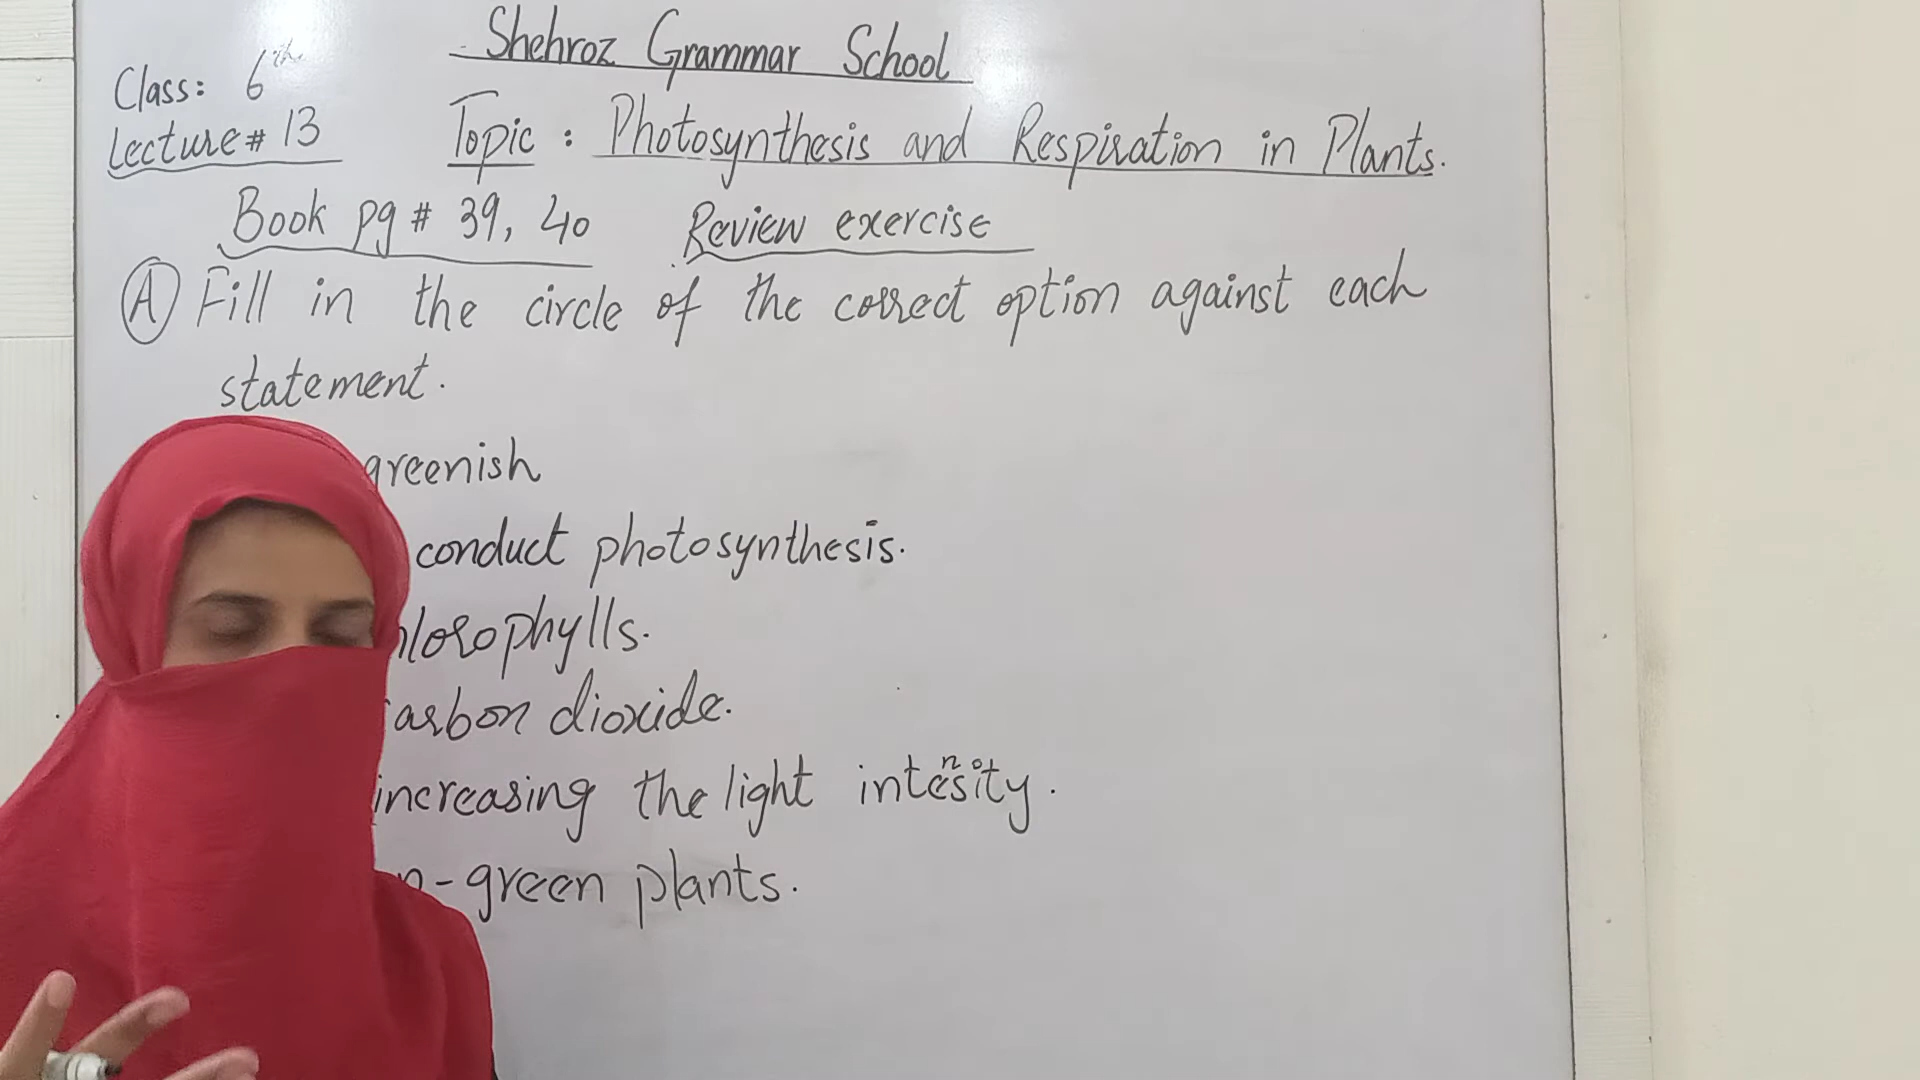 Shehroz Grammar School
Class: 6th
Lecture # 13
Topic: Photosynthesis and Respiration in Plants.
Book pg # 39, 40 Review exercise
A Fill in the circle of the correct option against each
statement.
greenish
conduct photosynthesis.
hlorophylls.
arbon dioxide.
increasing the light intensity.
n-green plants.